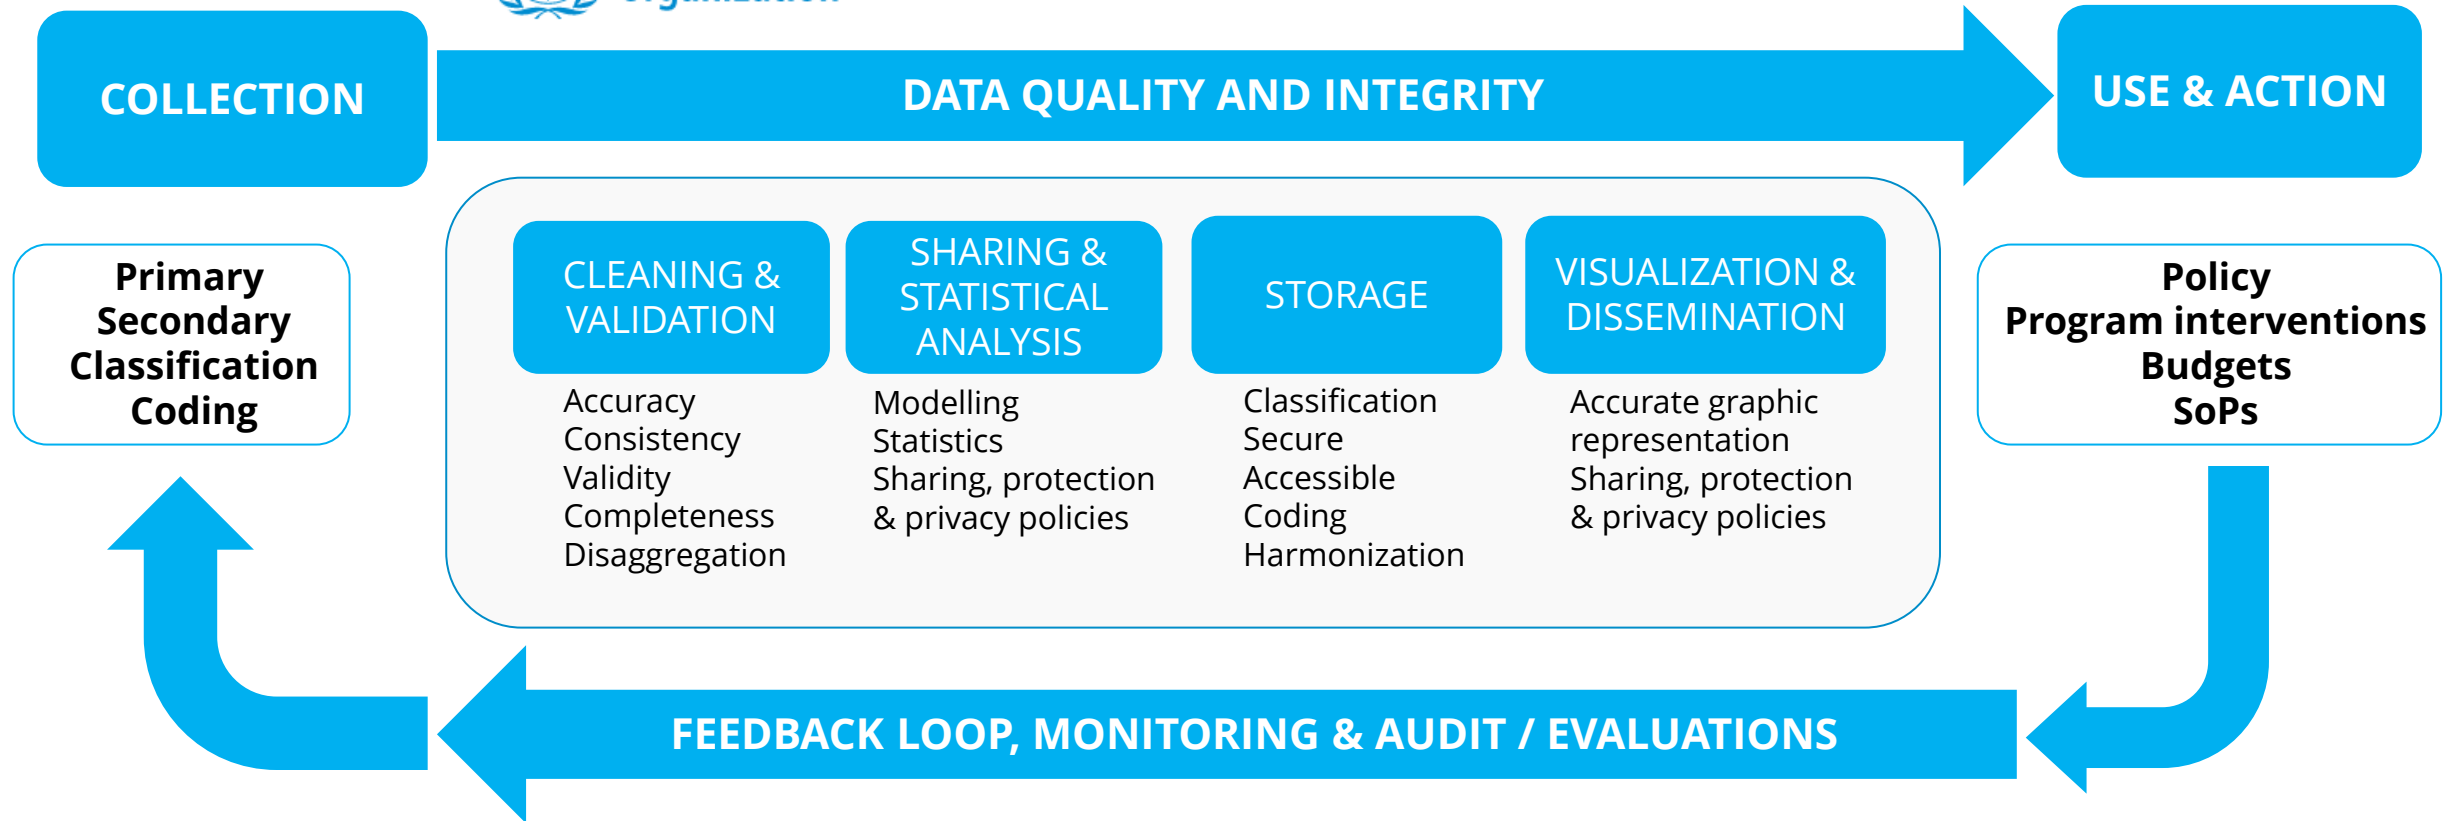 Organization
COLLECTION
DATA QUALITY AND INTEGRITY
USE & ACTION
Primary
Secondary
Classification
Coding
CLEANING &
VALIDATION
Accuracy
Consistency
Validity
Completeness
Disaggregation
SHARING &
STATISTICAL
ANALYSIS
Modelling
Statistics
Sharing, protection
& privacy policies
STORAGE
Classification
Secure
Accessible
Coding
Harmonization
VISUALIZATION &
DISSEMINATION
Accurate graphic
representation
Sharing, protection
& privacy policies
Policy
Program interventions
Budgets
SoPs
FEEDBACK LOOP, MONITORING & AUDIT / EVALUATIONS